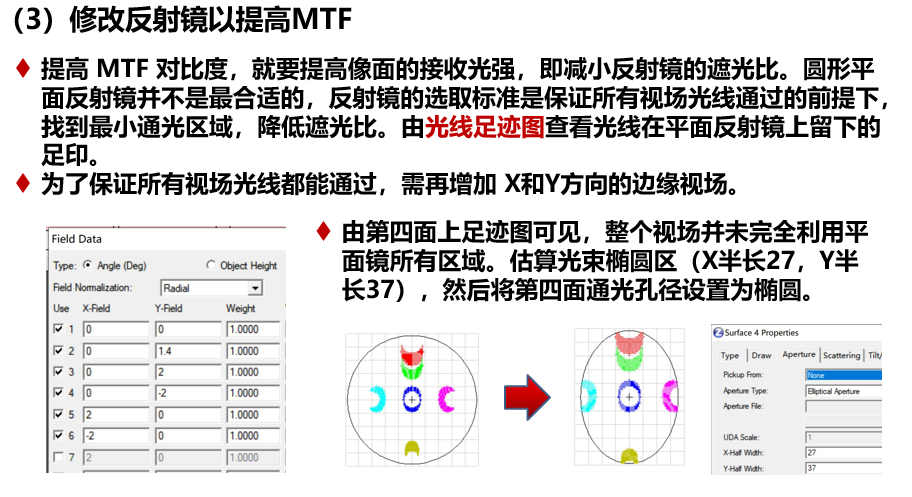 （3）修改反射镜以提高MTF
提高 MTF 对比度，就要提高像面的接收光强，即减小反射镜的遮光比。圆形平
面反射镜并不是最合适的，反射镜的选取标准是保证所有视场光线通过的前提下，
找到最小通光区域，降低遮光比。由光线足迹图查看光线在平面反射镜上留下的
足印。
为了保证所有视场光线都能通过，需再增加 X和Y方向的边缘视场。
由第四面上足迹图可见，整个视场并未完全利用平
面镜所有区域。估算光束椭圆区（X半长27，Y半
长37），然后将第四面通光孔径设置为椭圆。
Field Data
Type: Angle (Deg) Object Height
Field Normalization: Radial
Use X-Field Y-Field Weight
1 0 0 1.0000
2 0 1.4 1.0000
3 0 2 1.0000
4 0 -2 1.0000
5 2 0 1.0000
6 -2 0 1.0000
7 2 0 1.0000
Surface 4 Properties
Type Draw Aperture Scattering Tilt/
Pickup From: None
Aperture Type: Elliptical Aperture
Aperture File:
UDA Scale: 1
X-Half Width: 27
Y-Half Width: 37